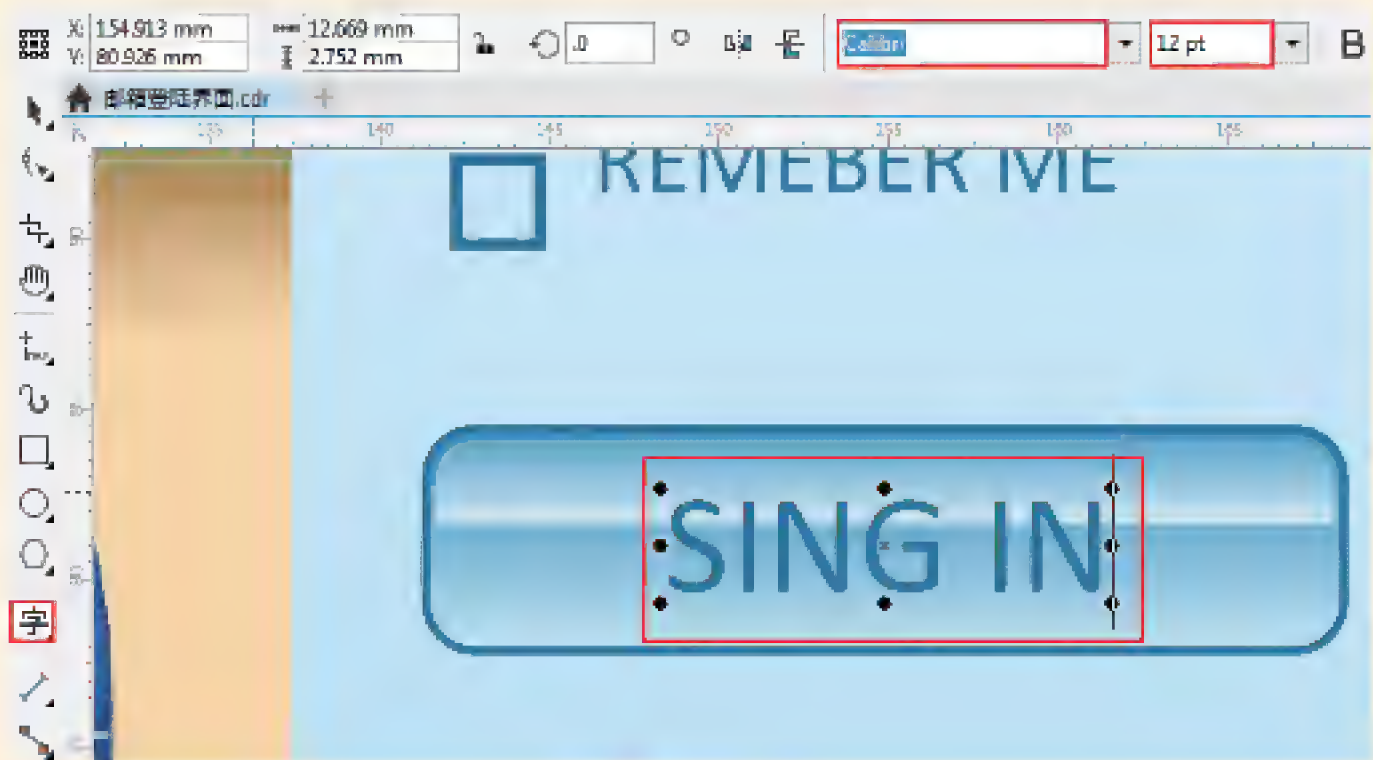 X: 154.913 mm 12.669 mm .0 Calibri 12 pt B
Y: 80.926 mm 2.752 mm
邮箱登陆界面.cdr +
140 145 150 155 160 165
REMEBER ME
SING IN
字